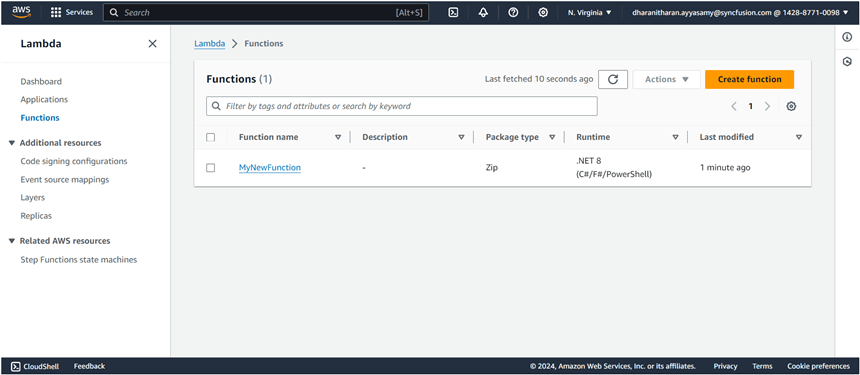 aws Services Search [Alt+S] N. Virginia dharanitharan.ayyasamy@syncfusion.com @ 1428-8771-0098
Lambda
Dashboard
Applications
Functions
Additional resources
Code signing configurations
Event source mappings
Layers
Replicas
Related AWS resources
Step Functions state machines
Lambda > Functions
Functions (1) Last fetched 10 seconds ago Actions Create function
Filter by tags and attributes or search by keyword 1
Function name Description Package type Runtime Last modified
MyNewFunction - Zip .NET 8 (C#/F#/PowerShell) 1 minute ago
CloudShell Feedback © 2024, Amazon Web Services, Inc. or its affiliates. Privacy Terms Cookie preferences